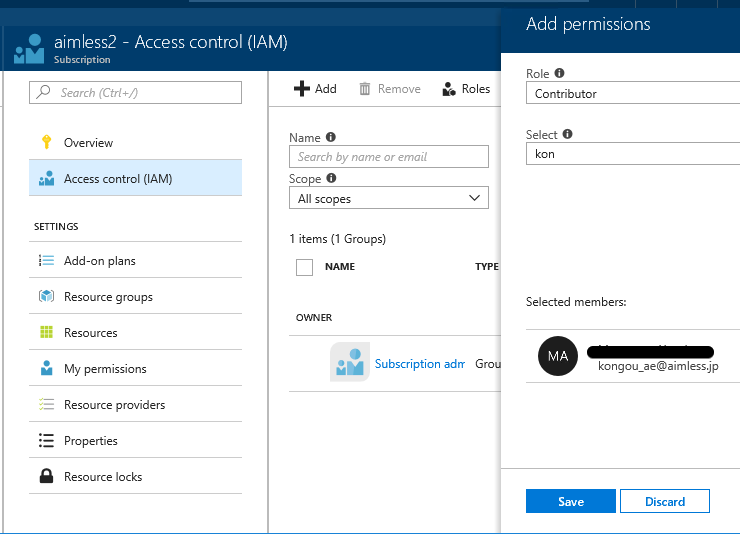 aimless2 - Access control (IAM)
Subscription
Search (Ctrl+/)
Overview
Access control (IAM)
SETTINGS
Add-on plans
Resource groups
Resources
My permissions
Resource providers
Properties
Resource locks
Add
Remove
Roles
Name
Search by name or email
Scope
All scopes
1 items (1 Groups)
NAME
TYPE
OWNER
Subscription adm
Grou
Add permissions
Role
Contributor
Select
kon
Selected members:
MA
kongou_ae@aimless.jp
Save
Discard